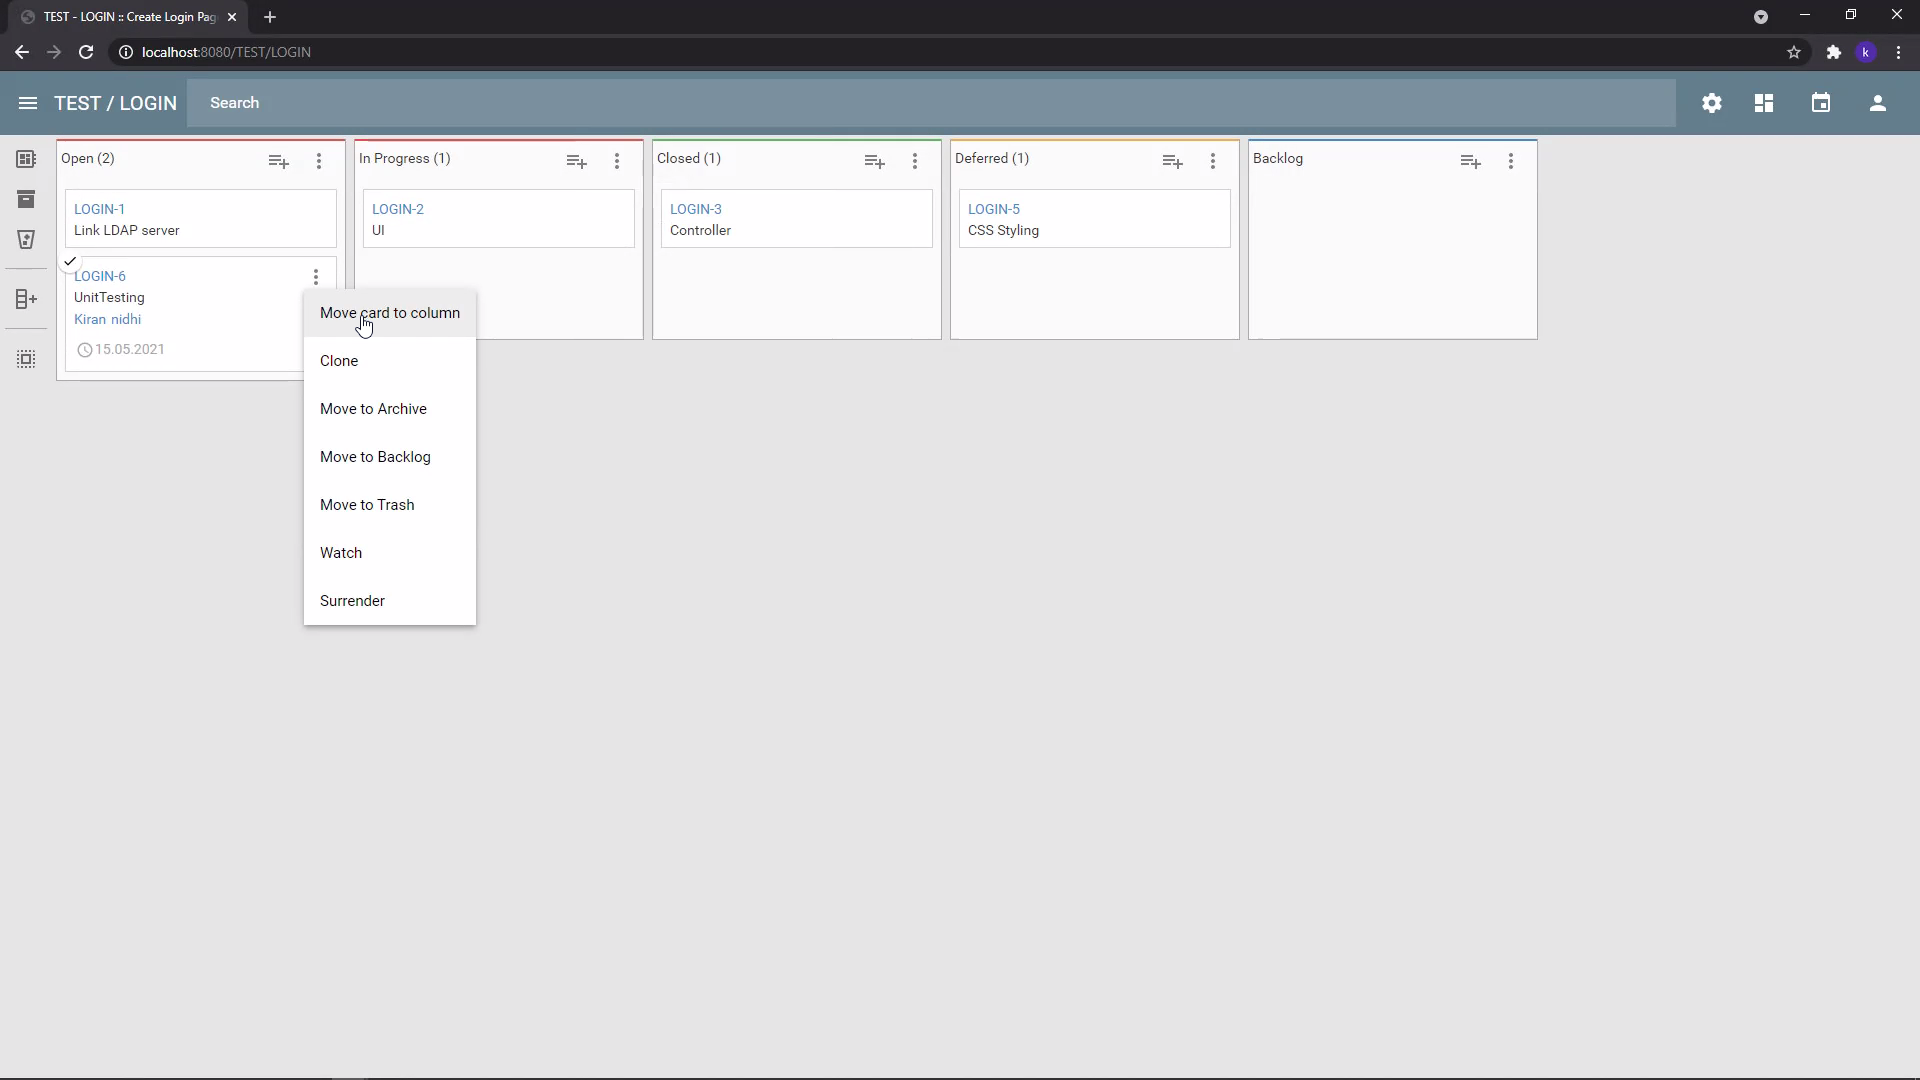 TEST - LOGIN :: Create Login Pag
localhost:8080/TEST/LOGIN
k
TEST / LOGIN
Search
Open (2)
LOGIN-1
Link LDAP server
LOGIN-6
UnitTesting
Kiran nidhi
15.05.2021
In Progress (1)
LOGIN-2
UI
Closed (1)
LOGIN-3
Controller
Deferred (1)
LOGIN-5
CSS Styling
Backlog
Move card to column
Clone
Move to Archive
Move to Backlog
Move to Trash
Watch
Surrender